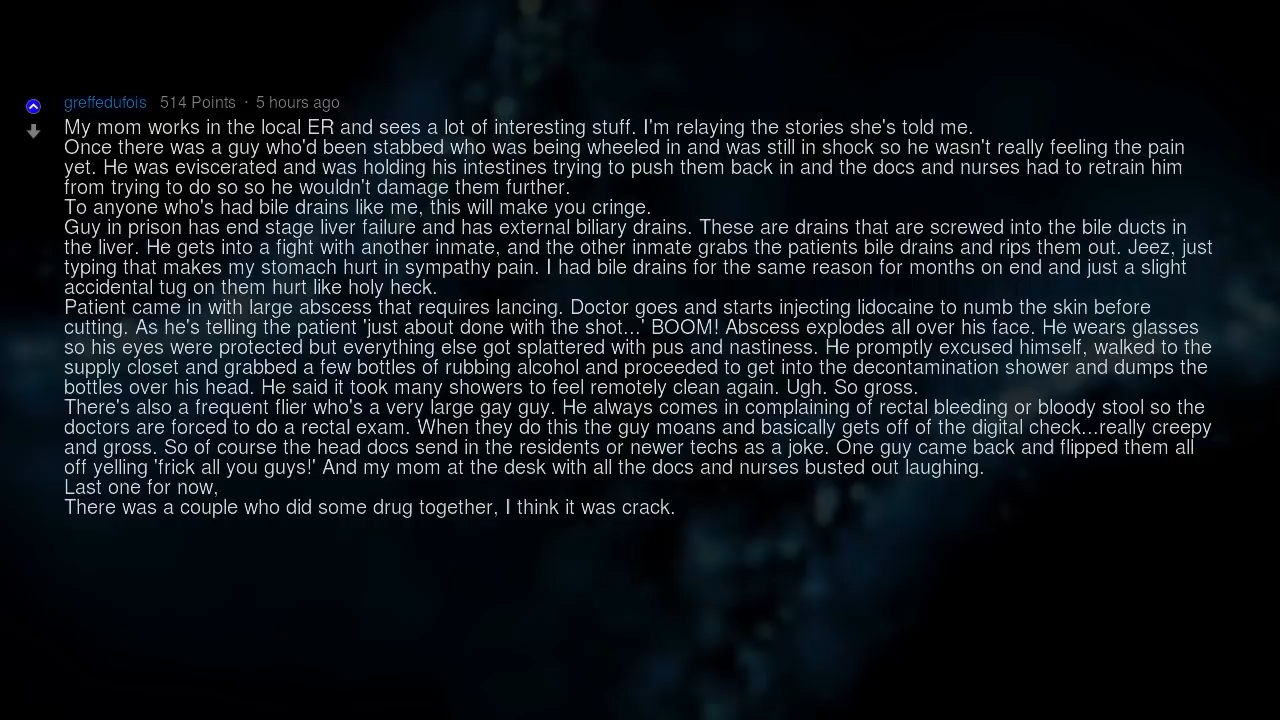 greffedufois 514 Points · 5 hours ago
My mom works in the local ER and sees a lot of interesting stuff. I'm relaying the stories she's told me.
Once there was a guy who'd been stabbed who was being wheeled in and was still in shock so he wasn't really feeling the pain
yet. He was eviscerated and was holding his intestines trying to push them back in and the docs and nurses had to retrain him
from trying to do so so he wouldn't damage them further.
To anyone who's had bile drains like me, this will make you cringe.
Guy in prison has end stage liver failure and has external biliary drains. These are drains that are screwed into the bile ducts in
the liver. He gets into a fight with another inmate, and the other inmate grabs the patients bile drains and rips them out. Jeez, just
typing that makes my stomach hurt in sympathy pain. I had bile drains for the same reason for months on end and just a slight
accidental tug on them hurt like holy heck.
Patient came in with large abscess that requires lancing. Doctor goes and starts injecting lidocaine to numb the skin before
cutting. As he's telling the patient 'just about done with the shot...' BOOM! Abscess explodes all over his face. He wears glasses
so his eyes were protected but everything else got splattered with pus and nastiness. He promptly excused himself, walked to the
supply closet and grabbed a few bottles of rubbing alcohol and proceeded to get into the decontamination shower and dumps the
bottles over his head. He said it took many showers to feel remotely clean again. Ugh. So gross.
There's also a frequent flier who's a very large gay guy. He always comes in complaining of rectal bleeding or bloody stool so the
doctors are forced to do a rectal exam. When they do this the guy moans and basically gets off of the digital check...really creepy
and gross. So of course the head docs send in the residents or newer techs as a joke. One guy came back and flipped them all
off yelling 'frick all you guys!' And my mom at the desk with all the docs and nurses busted out laughing.
Last one for now,
There was a couple who did some drug together, I think it was crack.